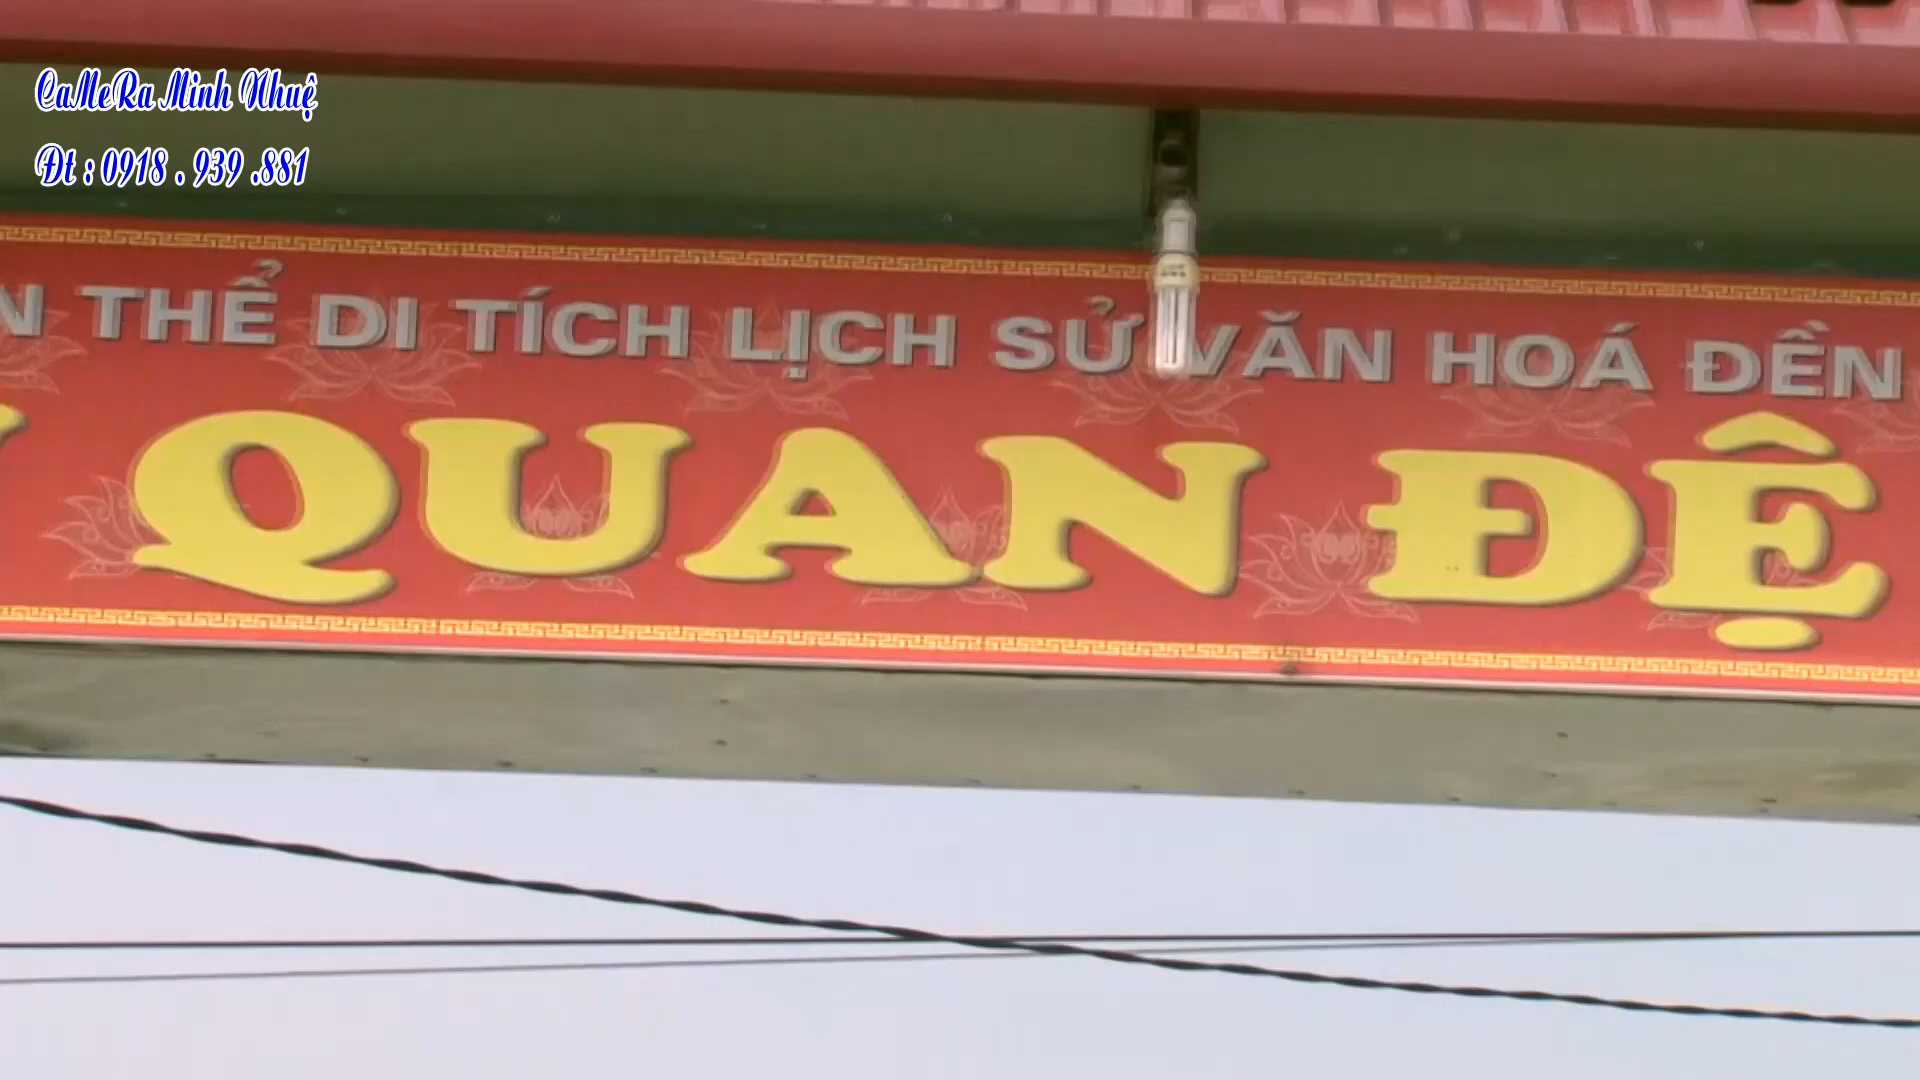 CaMeRa Minh Nhuệ
Đt : 0918 . 939 .881
THỂ DI TÍCH LỊCH SỬ VĂN HOÁ ĐỀN
QUAN ĐỆ